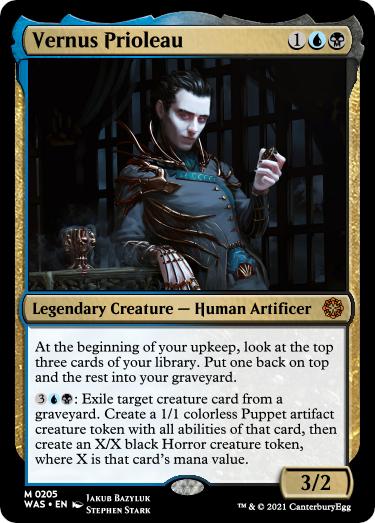 Vernus Prioleau 1
Legendary Creature — Human Artificer
At the beginning of your upkeep, look at the top
three cards of your library. Put one back on top
and the rest into your graveyard.
3: Exile target creature card from a
graveyard. Create a 1/1 colorless Puppet artifact
creature token with all abilities of that card, then
create an X/X black Horror creature token,
where X is that card's mana value.
3/2
M 0205
WAS • EN Jakub Bazyluk
Stephen Stark
™ & © 2021 CanterburyEgg